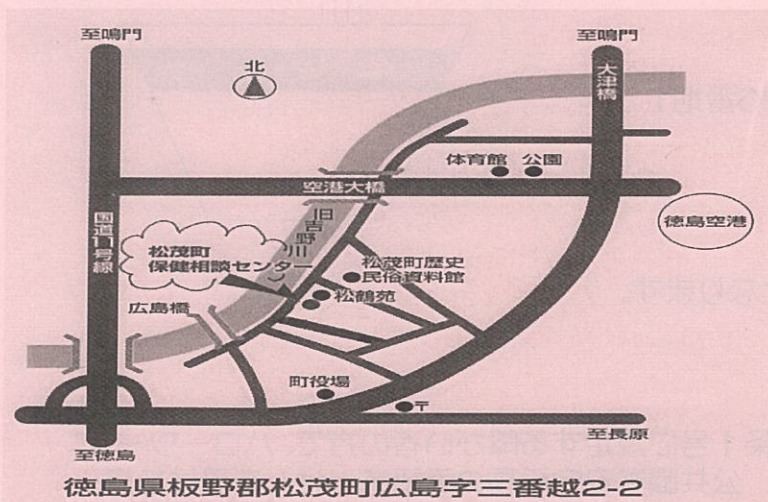 至鳴門
至鳴門
北
大津橋
体育館 公園
空港大橋
徳島空港
国道11号線
旧吉野川
松茂町
保健相談センター
松茂町歴史
民俗資料館
松鶴苑
広島橋
町役場
〒
至長原
至徳島
徳島県板野郡松茂町広島字三番越2-2